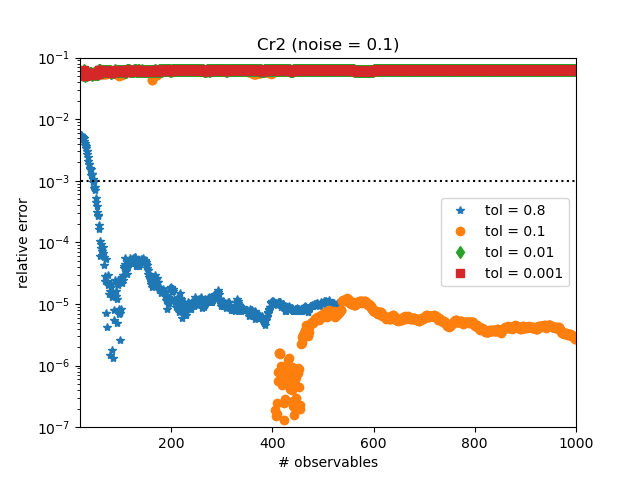 Cr2 (noise = 0.1)
10⁻¹
10⁻²
10⁻³
10⁻⁴
10⁻⁵
10⁻⁶
10⁻⁷
relative error
tol = 0.8
tol = 0.1
tol = 0.01
tol = 0.001
200 400 600 800 1000
# observables